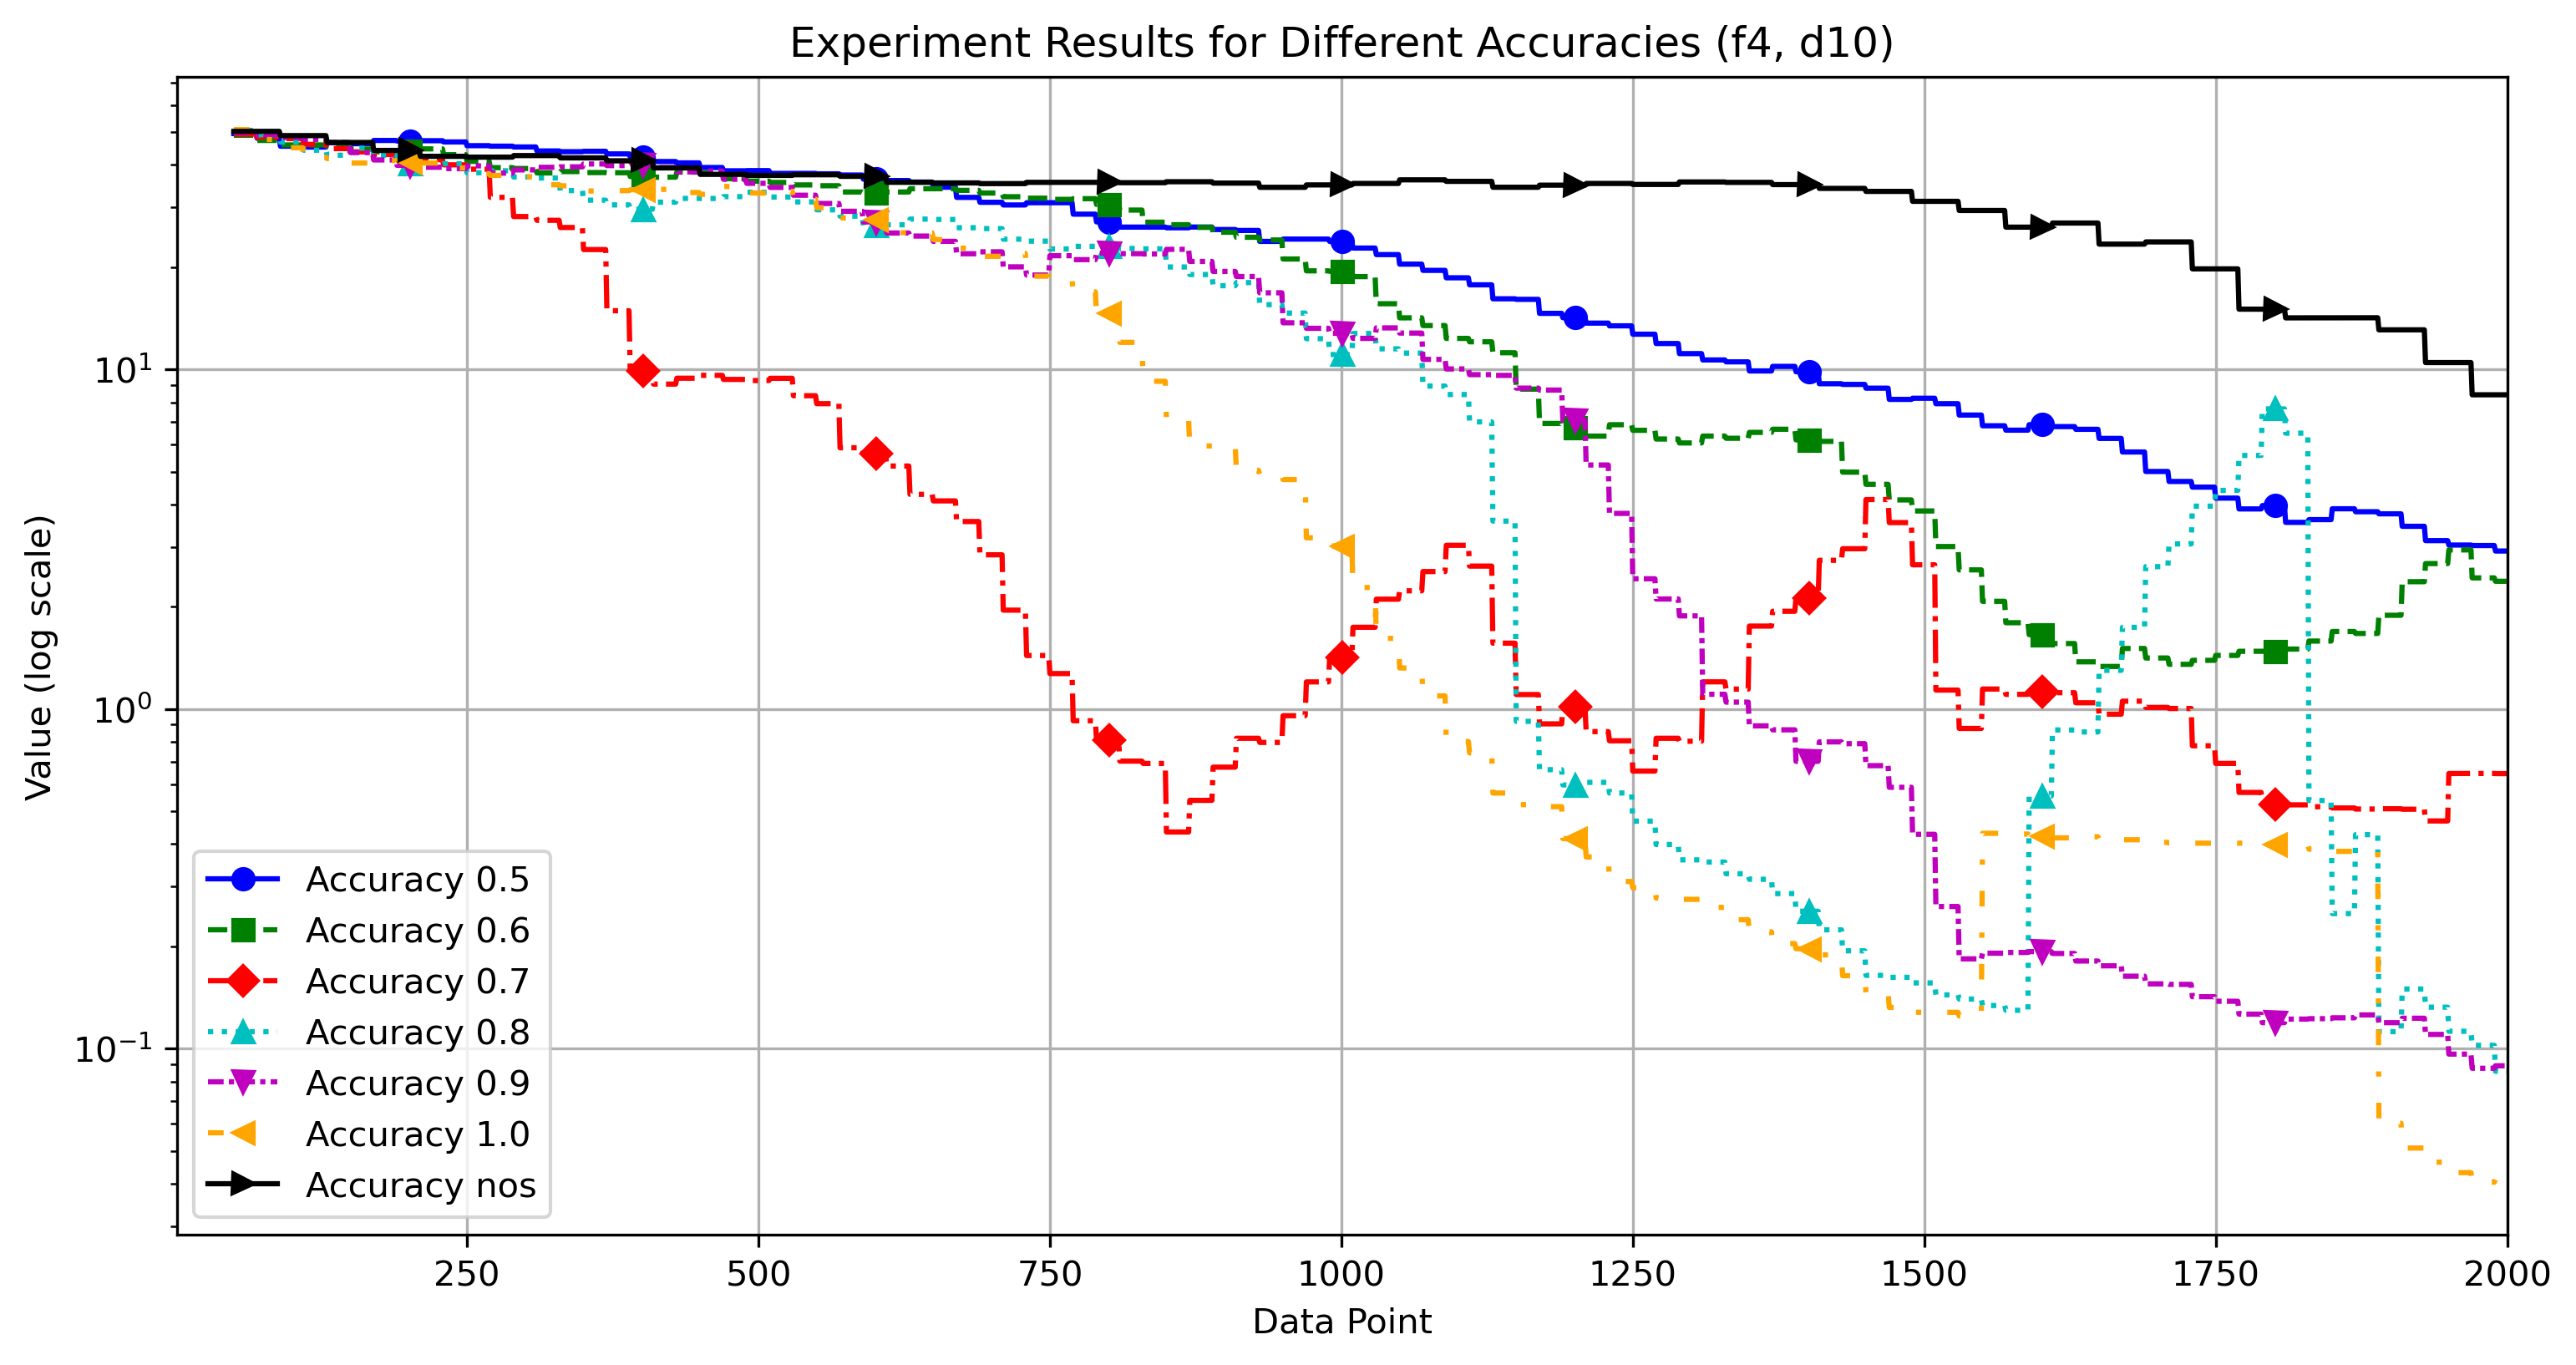 Experiment Results for Different Accuracies (f4, d10)
Value (log scale)
10¹
10⁰
10⁻¹
Accuracy 0.5
Accuracy 0.6
Accuracy 0.7
Accuracy 0.8
Accuracy 0.9
Accuracy 1.0
Accuracy nos
250 500 750 1000 1250 1500 1750 2000
Data Point